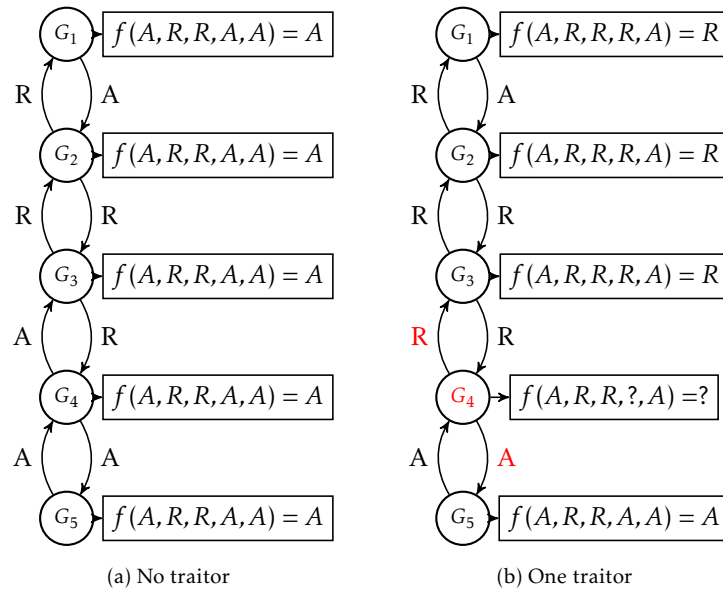 G1 f(A,R,R,A,A) = A
R A
G2 f(A,R,R,A,A) = A
R R
G3 f(A,R,R,A,A) = A
A R
G4 f(A,R,R,A,A) = A
A A
G5 f(A,R,R,A,A) = A
(a) No traitor
G1 f(A,R,R,R,A) = R
R A
G2 f(A,R,R,R,A) = R
R R
G3 f(A,R,R,R,A) = R
R R
G4 f(A,R,R,?,A) =?
A A
G5 f(A,R,R,A,A) = A
(b) One traitor